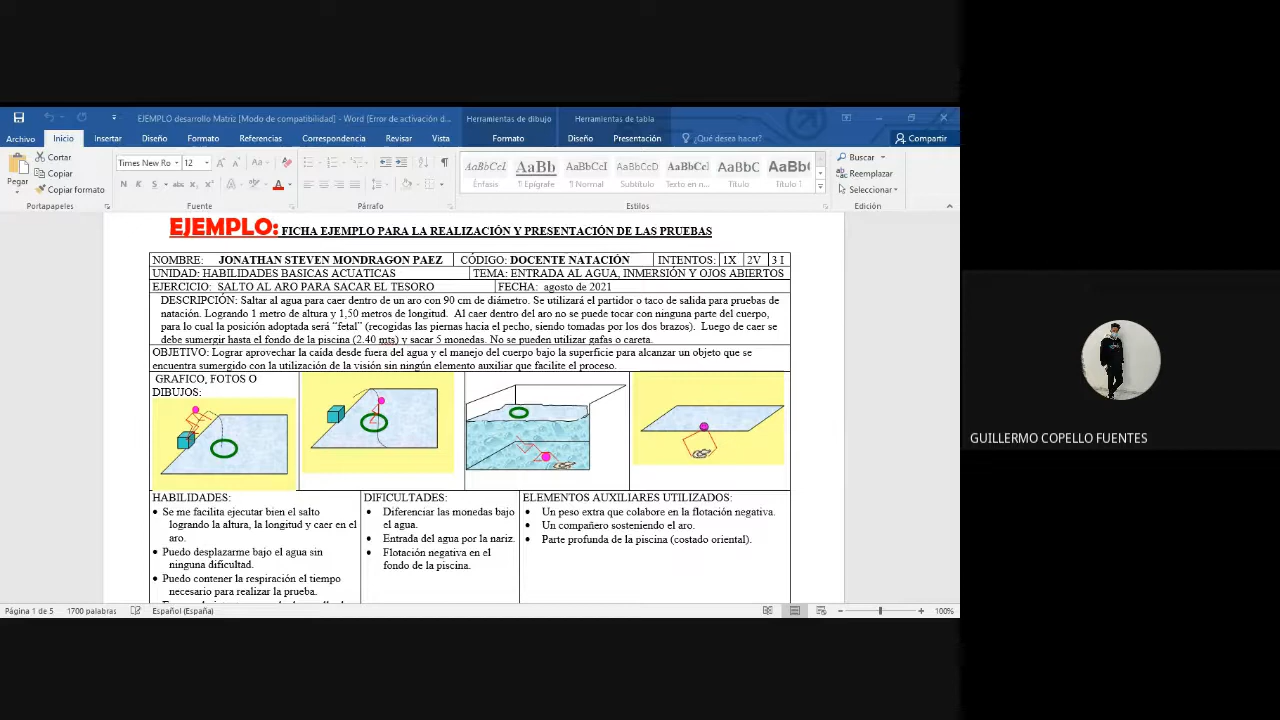 EJEMPLO desarrollo Matriz [Modo de compatibilidad] - Word [Error de activación d...
Herramientas de dibujo
Herramientas de tabla
Archivo
Inicio
Insertar
Diseño
Formato
Referencias
Correspondencia
Revisar
Vista
Formato
Diseño
Presentación
¿Qué desea hacer?
Compartir
Pegar
Cortar
Copiar
Copiar formato
Portapapeles
Times New Ro
12
Aa
N K S abc x₂ x²
A
Fuente
Párrafo
AaBbCcI
Énfasis
AaBb
¶ Epígrafe
AaBbCcI
¶ Normal
AaBbCcD
Subtítulo
AaBbCcI
Texto en n...
AaBbC
Título
AaBb(
Título 1
Estilos
Buscar
Reemplazar
Seleccionar
Edición
EJEMPLO: FICHA EJEMPLO PARA LA REALIZACIÓN Y PRESENTACIÓN DE LAS PRUEBAS
NOMBRE: JONATHAN STEVEN MONDRAGON PAEZ CÓDIGO: DOCENTE NATACIÓN INTENTOS: 1X 2V 3 I
UNIDAD: HABILIDADES BASICAS ACUATICAS TEMA: ENTRADA AL AGUA, INMERSIÓN Y OJOS ABIERTOS
EJERCICIO: SALTO AL ARO PARA SACAR EL TESORO FECHA: agosto de 2021
DESCRIPCIÓN: Saltar al agua para caer dentro de un aro con 90 cm de diámetro. Se utilizará el partidor o taco de salida para pruebas de
natación. Logrando 1 metro de altura y 1,50 metros de longitud. Al caer dentro del aro no se puede tocar con ninguna parte del cuerpo,
para lo cual la posición adoptada será “fetal” (recogidas las piernas hacia el pecho, siendo tomadas por los dos brazos). Luego de caer se
debe sumergir hasta el fondo de la piscina (2.40 mts) y sacar 5 monedas. No se pueden utilizar gafas o careta.
OBJETIVO: Lograr aprovechar la caída desde fuera del agua y el manejo del cuerpo bajo la superficie para alcanzar un objeto que se
encuentra sumergido con la utilización de la visión sin ningún elemento auxiliar que facilite el proceso.
GRAFICO, FOTOS O
DIBUJOS:
HABILIDADES:
• Se me facilita ejecutar bien el salto
logrando la altura, la longitud y caer en el
aro.
• Puedo desplazarme bajo el agua sin
ninguna dificultad.
• Puedo contener la respiración el tiempo
necesario para realizar la prueba.
DIFICULTADES:
• Diferenciar las monedas bajo
el agua.
• Entrada del agua por la nariz.
• Flotación negativa en el
fondo de la piscina.
ELEMENTOS AUXILIARES UTILIZADOS:
• Un peso extra que colabore en la flotación negativa.
• Un compañero sosteniendo el aro.
• Parte profunda de la piscina (costado oriental).
Página 1 de 5
1700 palabras
Español (España)
100%
GUILLERMO COPELLO FUENTES